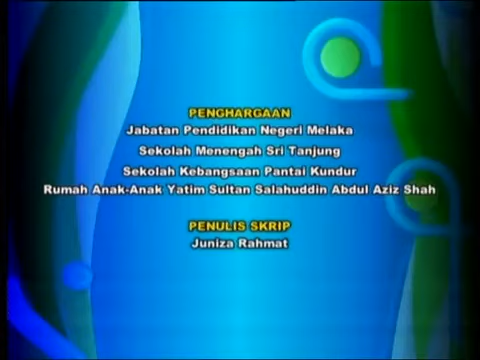 PENGHARGAAN
Jabatan Pendidikan Negeri Melaka
Sekolah Menengah Sri Tanjung
Sekolah Kebangsaan Pantai Kundur
Rumah Anak-Anak Yatim Sultan Salahuddin Abdul Aziz Shah
PENULIS SKRIP
Juniza Rahmat